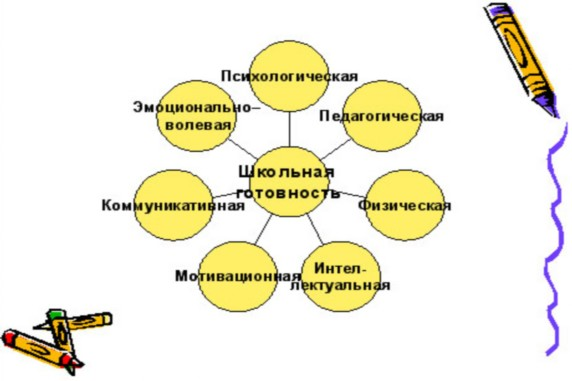 Психологическая
Эмоционально–
волевая
Педагогическая
Школьная
готовность
Коммуникативная
Физическая
Мотивационная
Интел-
лектуальная